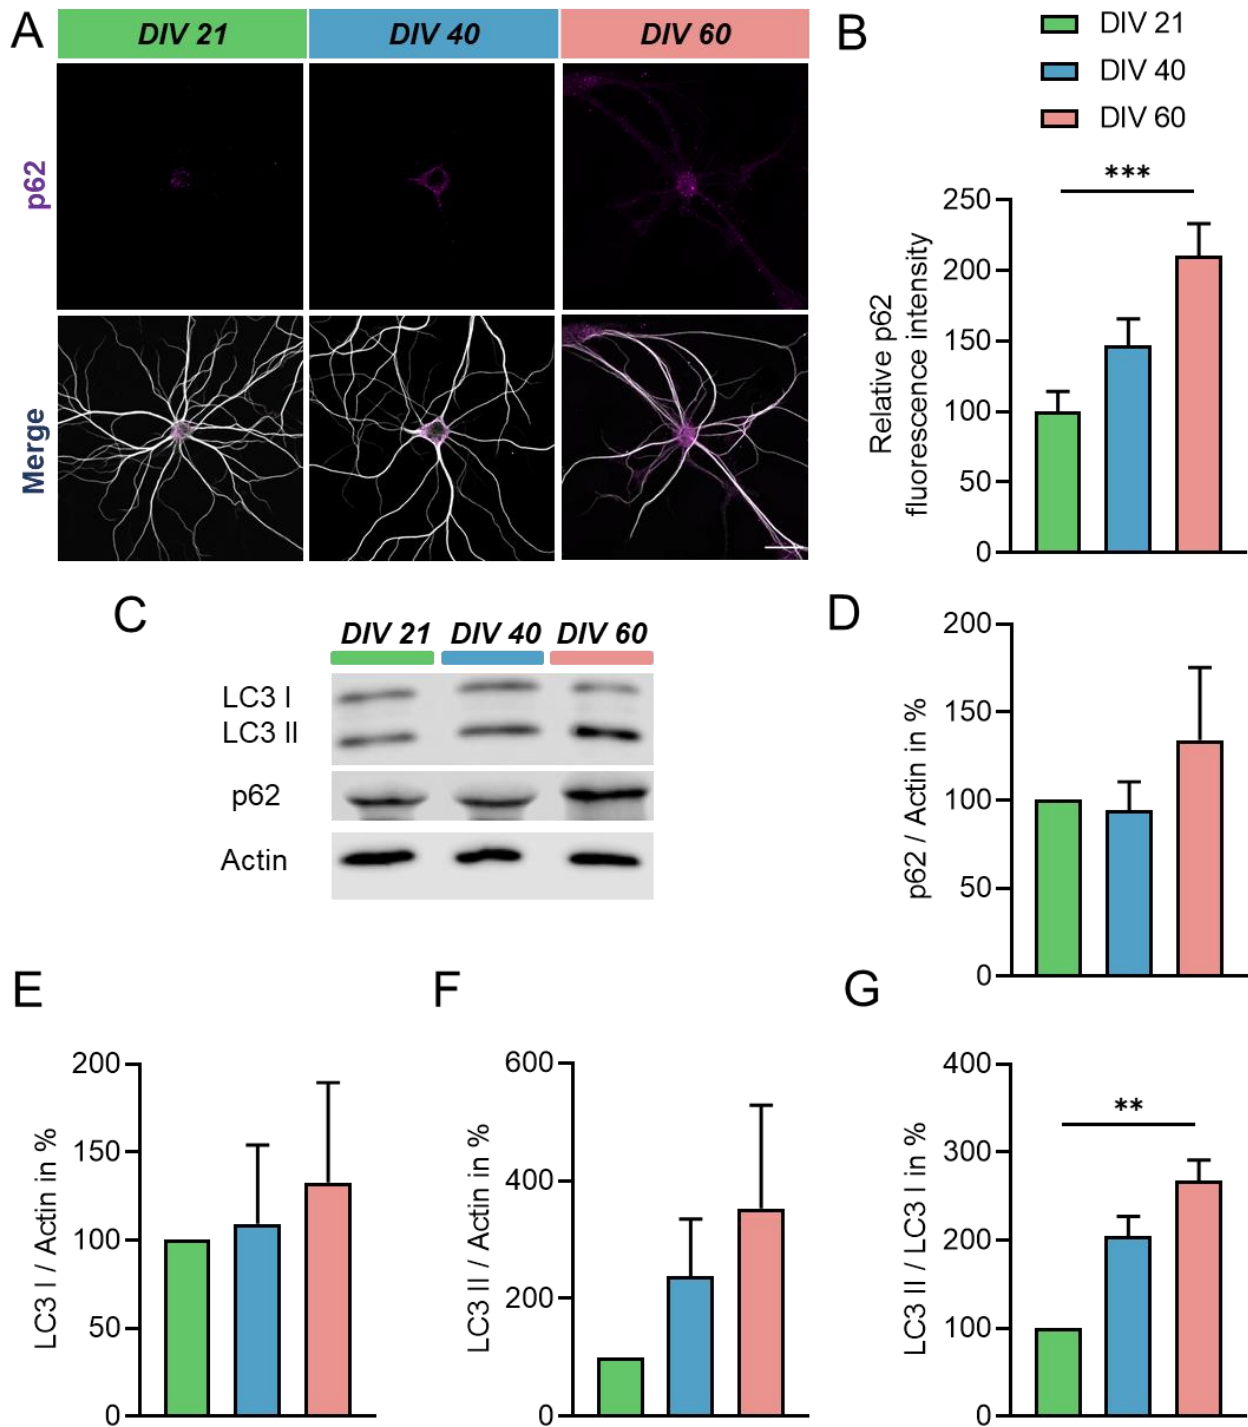 A
DIV 21
DIV 40
DIV 60
p62
Merge
B
DIV 21
DIV 40
DIV 60
***
Relative p62
fluorescence intensity
250
200
150
100
50
0
C
DIV 21
DIV 40
DIV 60
LC3 I
LC3 II
p62
Actin
D
p62 / Actin in %
200
150
100
50
0
E
LC3 I / Actin in %
200
150
100
50
0
F
LC3 II / Actin in %
600
400
200
0
G
**
LC3 II / LC3 I in %
400
300
200
100
0